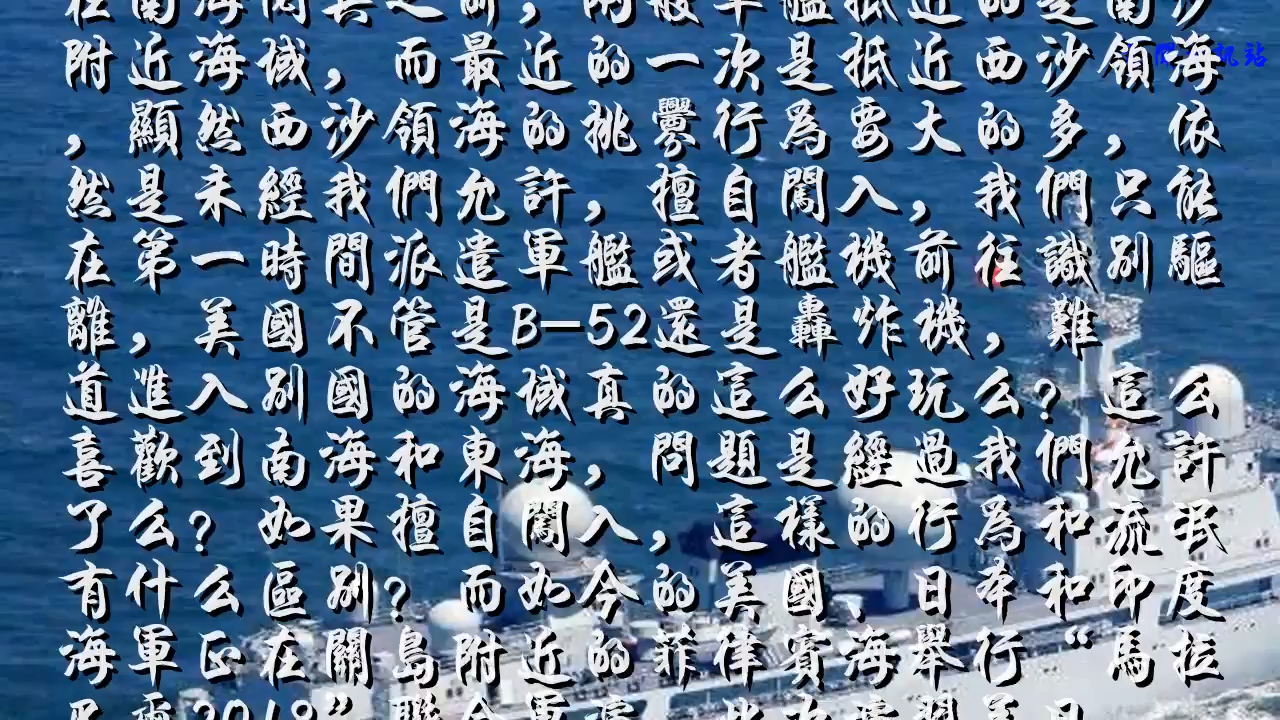 附近海域，而最近的一次是抵近西沙領海
，顯然西沙領海的挑釁行爲要大的多，依
然是未經我們允許，擅自闖入，我們只能
在第一時間派遣軍艦或者艦機前往識別驅
離，美國不管是B—52還是轟炸機，難
道進入別國的海域真的這么好玩么？這么
喜歡到南海和東海，問題是經過我們允許
了么？如果擅自闖入，這樣的行爲和流氓
有什么區別？而如今的美國、日本和印度
海軍正在關島附近的菲律賓海舉行“馬拉